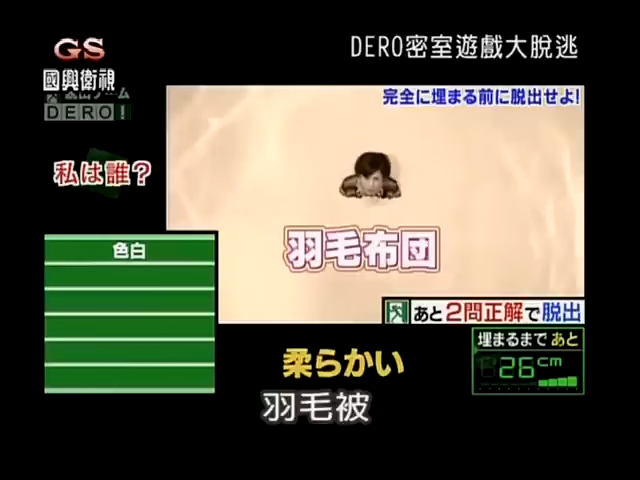 GS
國興衛視
DERO密室遊戲大脫逃
DERO!
完全に埋まる前に脱出せよ!
私は誰?
色白
羽毛布団
あと2問正解で脱出
埋まるまで あと
26cm
柔らかい
羽毛被